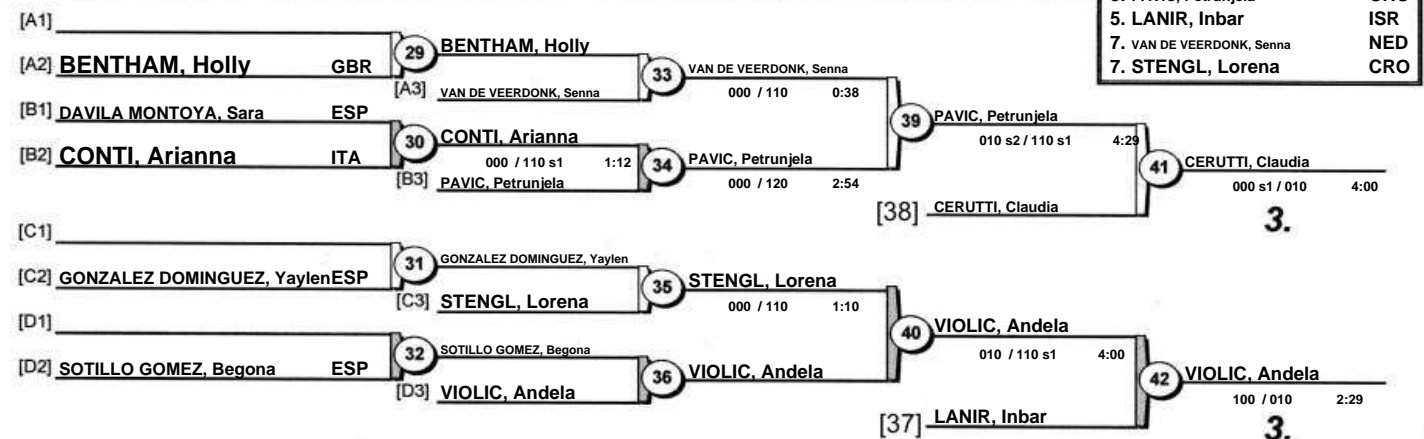 5. LANIR, Inbar ISR
7. VAN DE VEERDONK, Senna NED
7. STENGL, Lorena CRO
[A1]
[A2] BENTHAM, Holly GBR
29
BENTHAM, Holly
[A3] VAN DE VEERDONK, Senna
33
VAN DE VEERDONK, Senna
000 / 110 0:38
[B1] DAVILA MONTOYA, Sara ESP
[B2] CONTI, Arianna ITA
30
CONTI, Arianna
000 / 110 s1 1:12
[B3] PAVIC, Petrunjela
34
PAVIC, Petrunjela
000 / 120 2:54
39
PAVIC, Petrunjela
010 s2 / 110 s1 4:29
[38] CERUTTI, Claudia
41
CERUTTI, Claudia
000 s1 / 010 4:00
3.
[C1]
[C2] GONZALEZ DOMINGUEZ, Yaylen ESP
31
GONZALEZ DOMINGUEZ, Yaylen
[C3] STENGL, Lorena
35
STENGL, Lorena
000 / 110 1:10
[D1]
[D2] SOTILLO GOMEZ, Begona ESP
32
SOTILLO GOMEZ, Begona
[D3] VIOLIC, Andela
36
VIOLIC, Andela
40
VIOLIC, Andela
010 / 110 s1 4:00
[37] LANIR, Inbar
42
VIOLIC, Andela
100 / 010 2:29
3.